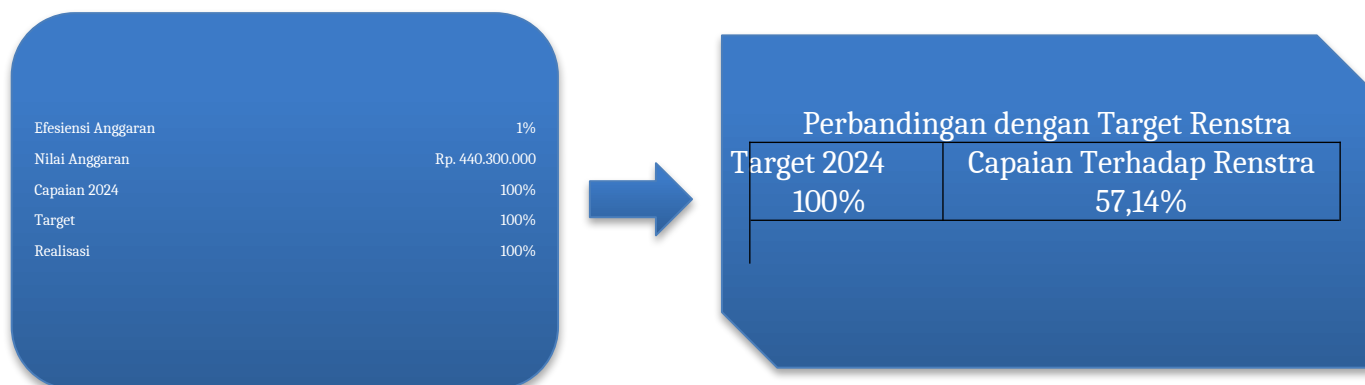 Efesiensi Anggaran 1%
Nilai Anggaran Rp. 440.300.000
Capaian 2024 100%
Target 100%
Realisasi 100%
Perbandingan dengan Target Renstra
Target 2024 Capaian Terhadap Renstra
100% 57,14%